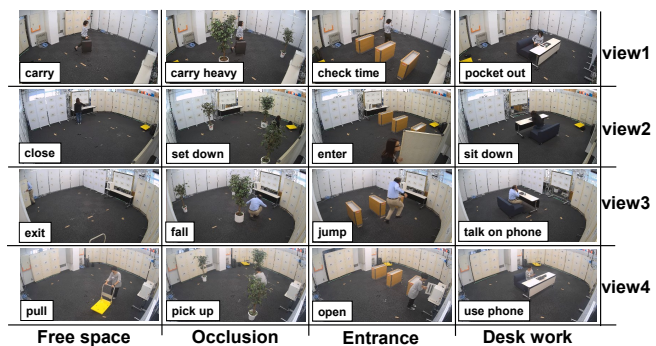 carry
carry heavy
check time
pocket out
view1
close
set down
enter
sit down
view2
exit
fall
jump
talk on phone
view3
pull
pick up
open
use phone
view4
Free space
Occlusion
Entrance
Desk work